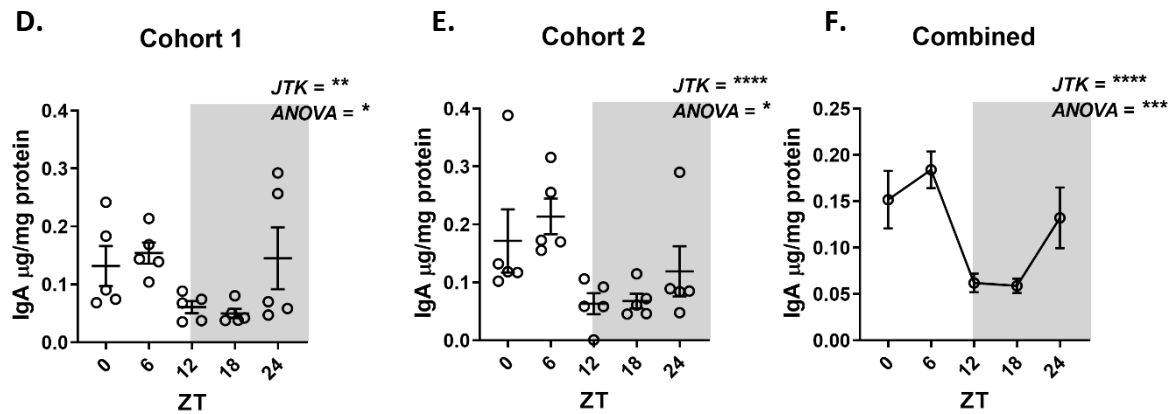 D.
Cohort 1
JTK = **
ANOVA = *
IgA μg/mg protein
0.4
0.3
0.2
0.1
0.0
0 6 12 18 24
ZT
E.
Cohort 2
JTK = ****
ANOVA = *
IgA μg/mg protein
0.4
0.3
0.2
0.1
0.0
0 6 12 18 24
ZT
F.
Combined
JTK = ****
ANOVA = ***
IgA μg/mg protein
0.25
0.20
0.15
0.10
0.05
0.00
0 6 12 18 24
ZT